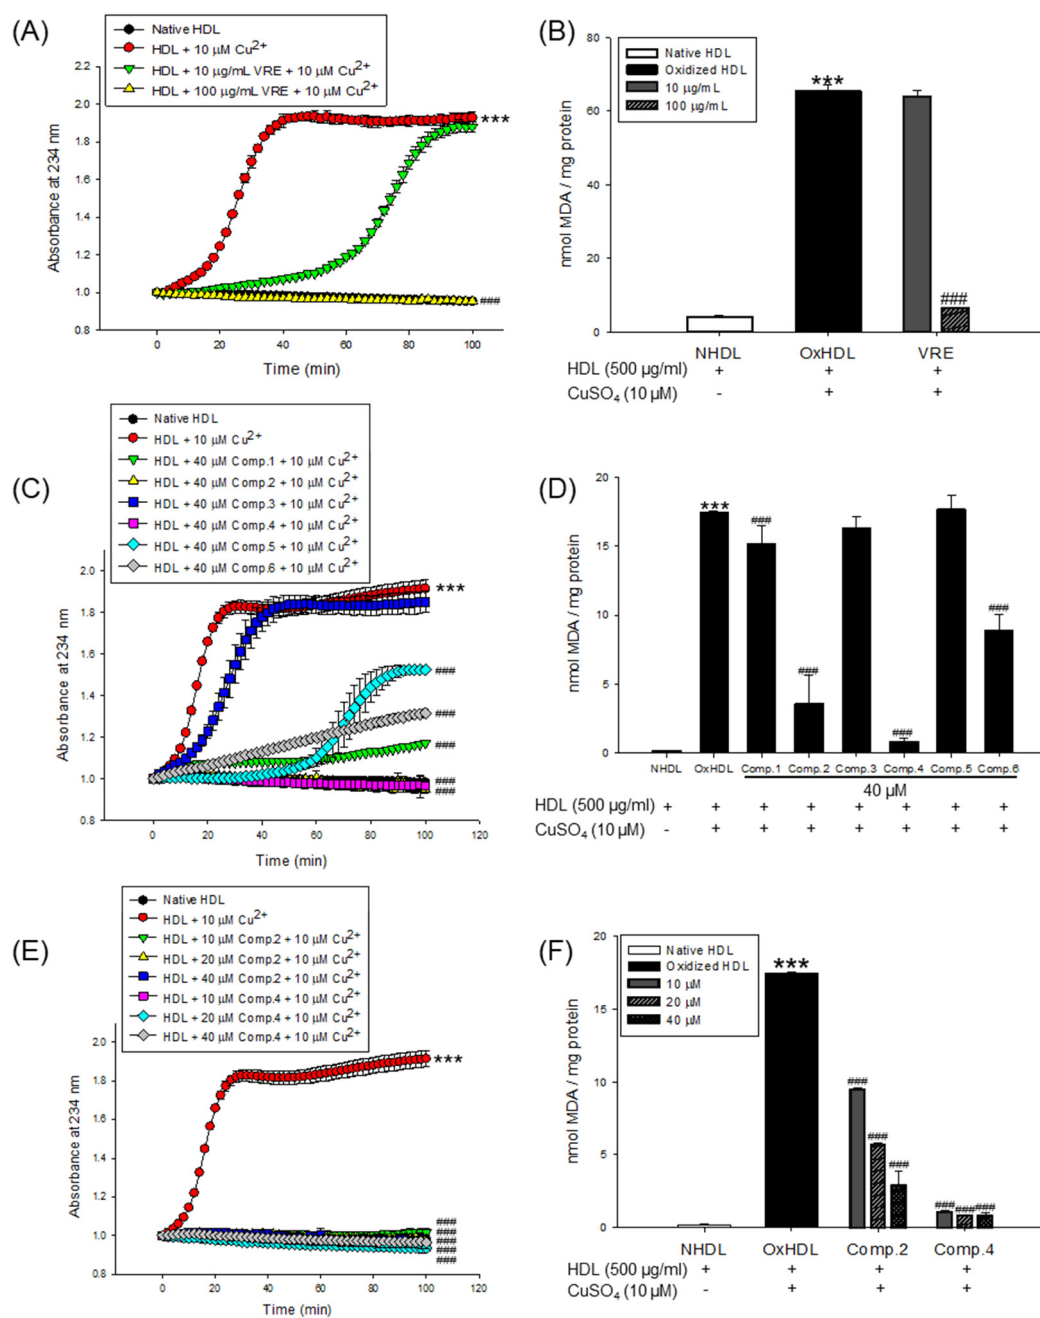 (A)
Native HDL
HDL + 10 μM Cu2+
HDL + 10 μg/mL VRE + 10 μM Cu2+
HDL + 100 μg/mL VRE + 10 μM Cu2+
2.2
2.0
1.8
1.6
1.4
1.2
1.0
0.8
Absorbance at 234 nm
***
###
0 20 40 60 80 100
Time (min)
(B)
Native HDL
Oxidized HDL
10 μg/mL
100 μg/mL
80
60
40
20
0
nmol MDA / mg protein
***
###
NHDL OxHDL VRE
HDL (500 μg/ml) + + +
CuSO4 (10 μM) - + +
(C)
Native HDL
HDL + 10 μM Cu2+
HDL + 40 μM Comp.1 + 10 μM Cu2+
HDL + 40 μM Comp.2 + 10 μM Cu2+
HDL + 40 μM Comp.3 + 10 μM Cu2+
HDL + 40 μM Comp.4 + 10 μM Cu2+
HDL + 40 μM Comp.5 + 10 μM Cu2+
HDL + 40 μM Comp.6 + 10 μM Cu2+
2.0
1.8
1.6
1.4
1.2
1.0
0.8
Absorbance at 234 nm
***
###
###
###
###
###
0 20 40 60 80 100 120
Time (min)
(D)
20
15
10
5
0
nmol MDA / mg protein
***
###
###
###
###
NHDL OxHDL Comp.1 Comp.2 Comp.3 Comp.4 Comp.5 Comp.6
40 μM
HDL (500 μg/ml) + + + + + + + +
CuSO4 (10 μM) - + + + + + + +
(E)
Native HDL
HDL + 10 μM Cu2+
HDL + 10 μM Comp.2 + 10 μM Cu2+
HDL + 20 μM Comp.2 + 10 μM Cu2+
HDL + 40 μM Comp.2 + 10 μM Cu2+
HDL + 10 μM Comp.4 + 10 μM Cu2+
HDL + 20 μM Comp.4 + 10 μM Cu2+
HDL + 40 μM Comp.4 + 10 μM Cu2+
2.0
1.8
1.6
1.4
1.2
1.0
0.8
Absorbance at 234 nm
***
###
###
###
###
###
0 20 40 60 80 100 120
Time (min)
(F)
Native HDL
Oxidized HDL
10 μM
20 μM
40 μM
20
15
10
5
0
nmol MDA / mg protein
***
###
###
###
### ### ###
NHDL OxHDL Comp.2 Comp.4
HDL (500 μg/ml) + + + +
CuSO4 (10 μM) - + + +